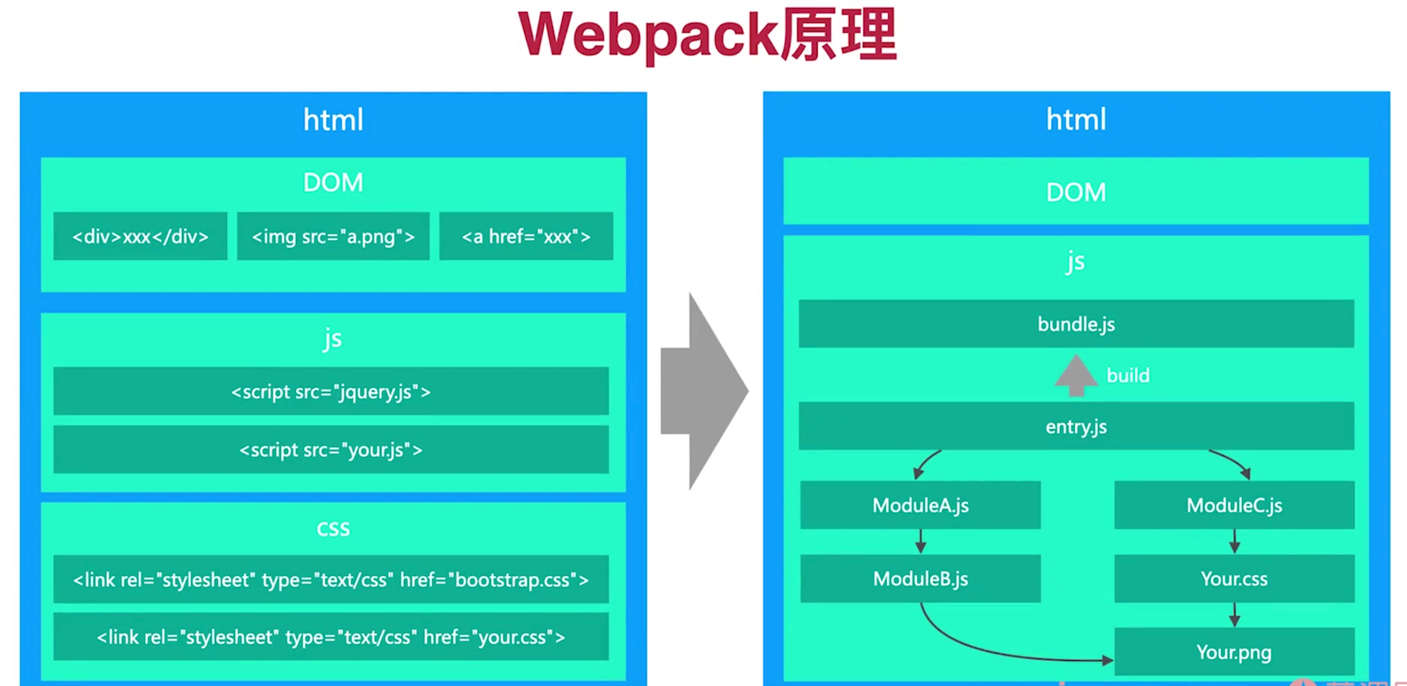 Webpack原理
html
DOM
<div>xxx</div>
<img src="a.png">
<a href="xxx">
js
<script src="jquery.js">
<script src="your.js">
css
<link rel="stylesheet" type="text/css" href="bootstrap.css">
<link rel="stylesheet" type="text/css" href="your.css">
html
DOM
js
bundle.js
build
entry.js
ModuleA.js
ModuleC.js
ModuleB.js
Your.css
Your.png